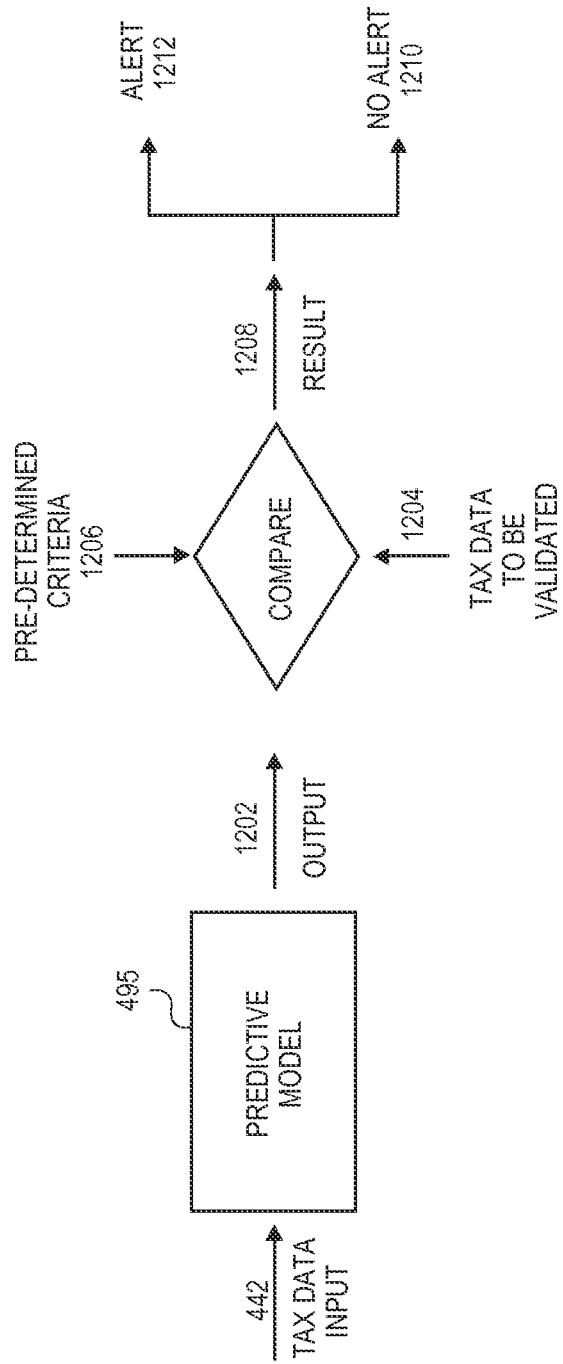 442
TAX DATA
INPUT
495
PREDICTIVE
MODEL
1202
OUTPUT
PRE-DETERMINED
CRITERIA
1206
COMPARE
1204
TAX DATA
TO BE
VALIDATED
1208
RESULT
ALERT
1212
NO ALERT
1210